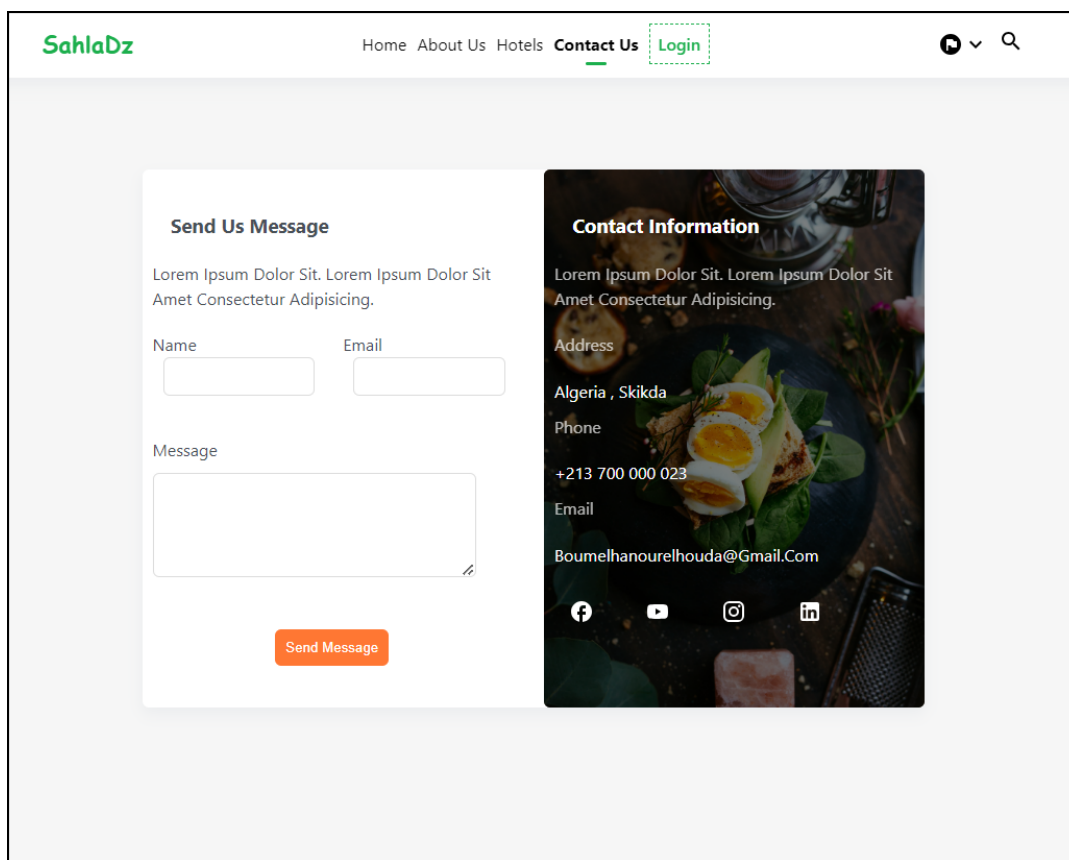 SahlaDz
Home About Us Hotels Contact Us Login
Send Us Message
Lorem Ipsum Dolor Sit. Lorem Ipsum Dolor Sit
Amet Consectetur Adipisicing.
Name Email
Message
Send Message
Contact Information
Lorem Ipsum Dolor Sit. Lorem Ipsum Dolor Sit
Amet Consectetur Adipisicing.
Address
Algeria , Skikda
Phone
+213 700 000 023
Email
Boumelhanourelhouda@Gmail.Com